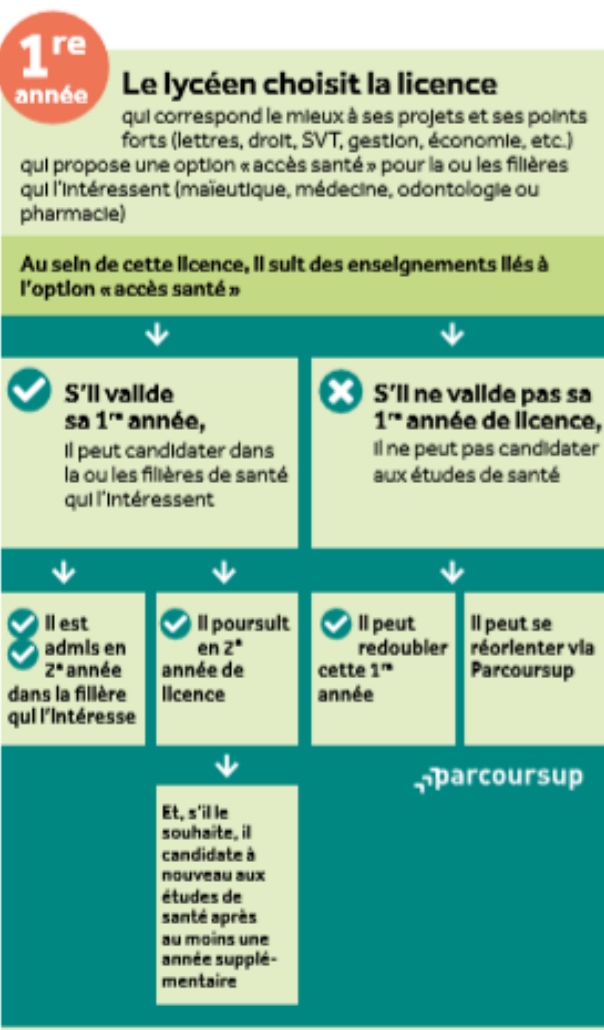 1re
année
Le lycéen choisit la licence
qui correspond le mieux à ses projets et ses points
forts (lettres, droit, SVT, gestion, économie, etc.)
qui propose une option « accès santé » pour la ou les filières
qui l'intéressent (maïeutique, médecine, odontologie ou
pharmacie)
Au sein de cette licence, il suit des enseignements liés à
l'option « accès santé »
S'il valide
sa 1re année,
il peut candidater dans
la ou les filières de santé
qui l'intéressent
S'il ne valide pas sa
1re année de licence,
il ne peut pas candidater
aux études de santé
Il est
admis en
2e année
dans la filière
qui l'intéresse
Il poursuit
en 2e
année de
licence
Il peut
redoubler
cette 1re
année
Il peut se
réorienter via
Parcoursup
parcoursup
Et, s'il le
souhaite, il
candidate à
nouveau aux
études de
santé après
au moins une
année supplé-
mentaire